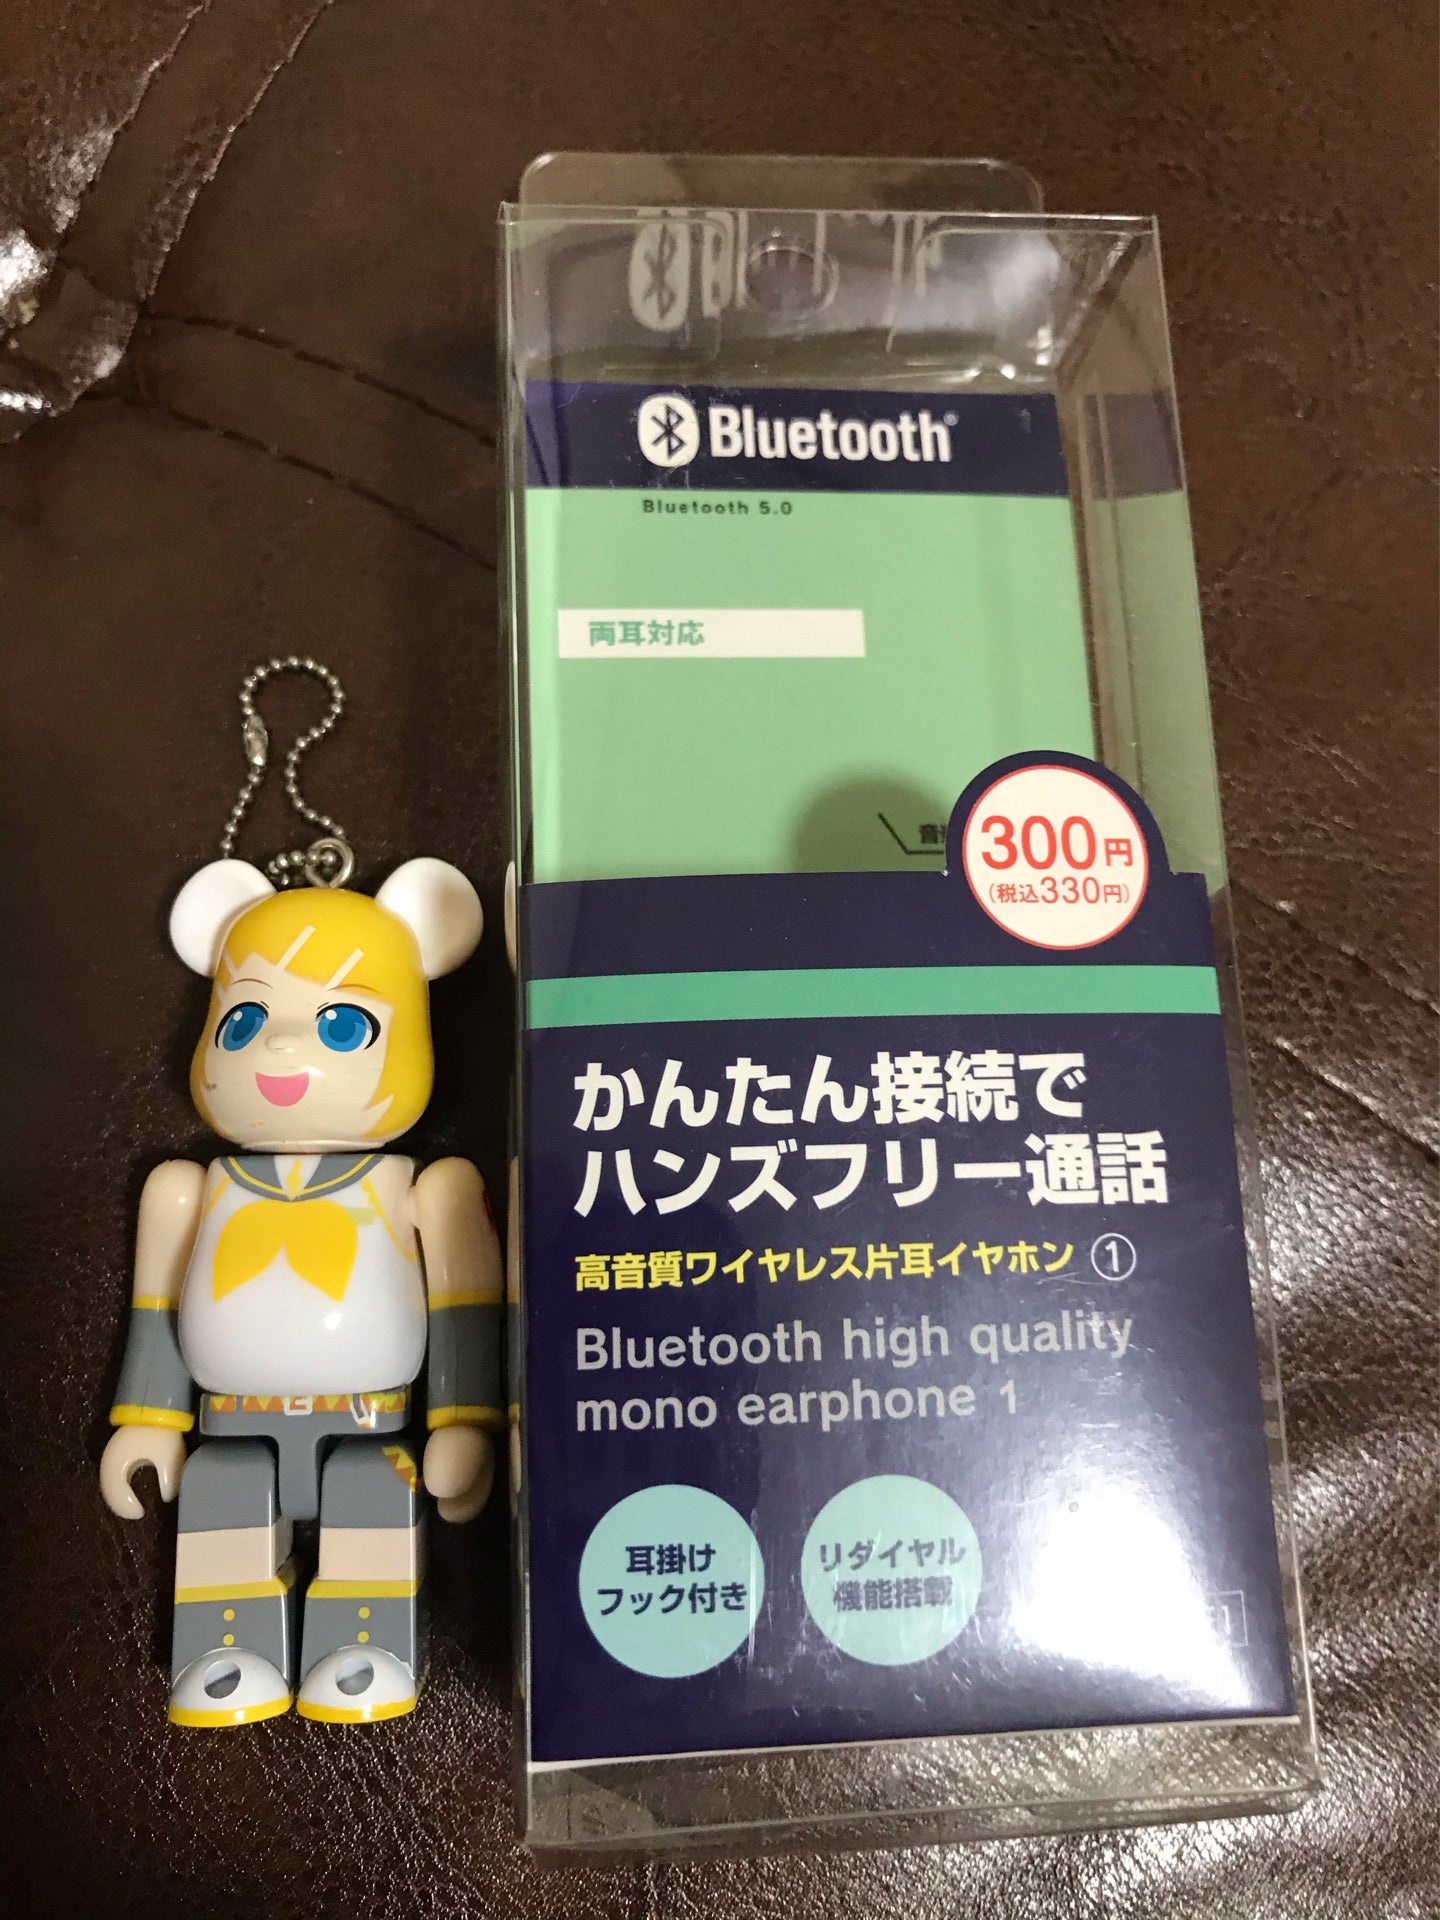 Bluetooth®
Bluetooth 5.0
両耳対応
300円
(税込330円)
かんたん接続で
ハンズフリー通話
高音質ワイヤレス片耳イヤホン ①
Bluetooth high quality
mono earphone 1
耳掛け
フック付き
リダイヤル
機能搭載